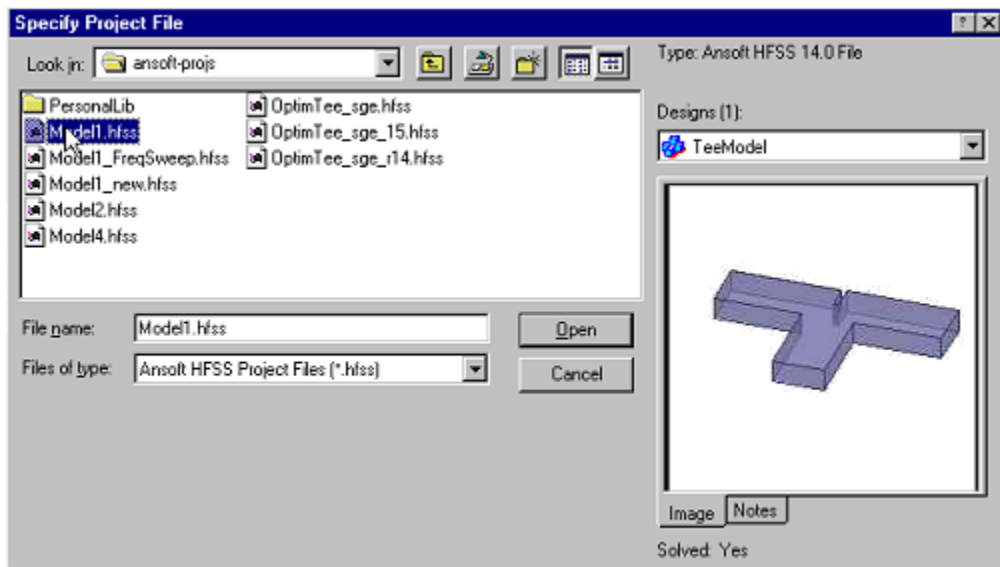 Specify Project File
Look in: ansoft-projs
Type: Ansoft HFSS 14.0 File
PersonalLib
Model1.hfss
Model1_FreqSweep.hfss
Model1_new.hfss
Model2.hfss
Model4.hfss
OptimTee_sge.hfss
OptimTee_sge_15.hfss
OptimTee_sge_r14.hfss
Designs (1):
TeeModel
File name: Model1.hfss
Open
Files of type: Ansoft HFSS Project Files (*.hfss)
Cancel
Image Notes
Solved: Yes